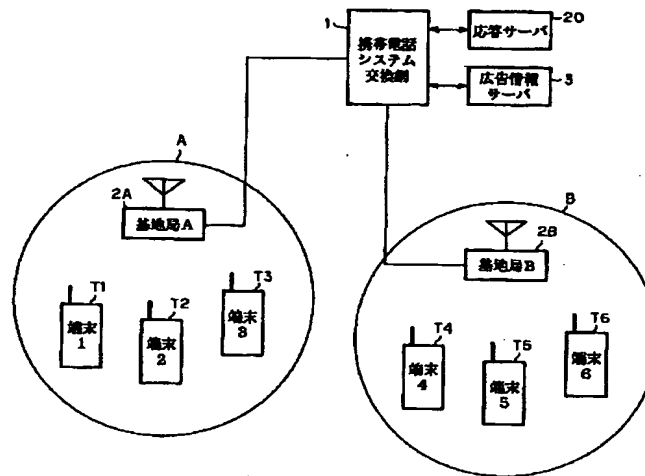 1
携帯電話
システム
交換網
応答サーバ
20
広告情報
サーバ
3
A
2A
基地局A
T1
端末
1
T2
端末
2
T3
端末
3
B
2B
基地局B
T4
端末
4
T5
端末
5
T6
端末
6